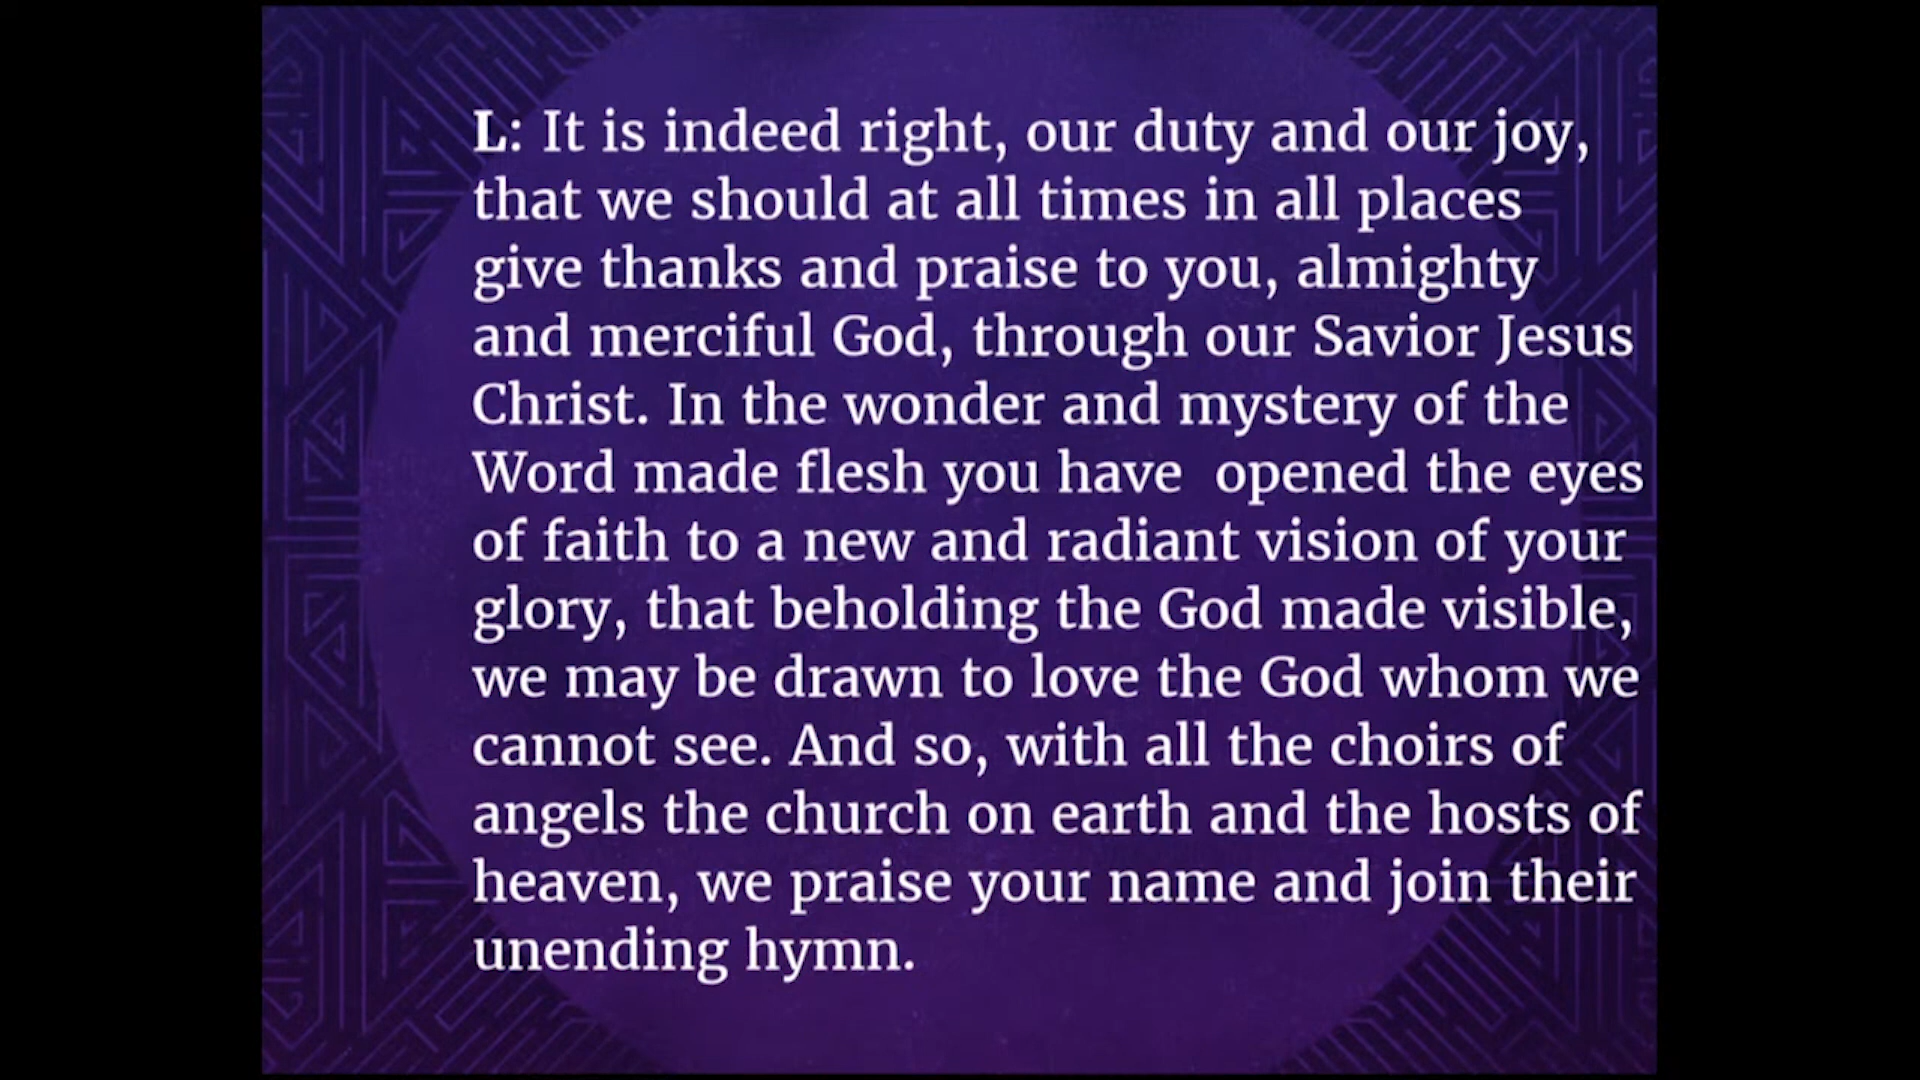 L: It is indeed right, our duty and our joy,
that we should at all times in all places
give thanks and praise to you, almighty
and merciful God, through our Savior Jesus
Christ. In the wonder and mystery of the
Word made flesh you have  opened the eyes
of faith to a new and radiant vision of your
glory, that beholding the God made visible,
we may be drawn to love the God whom we
cannot see. And so, with all the choirs of
angels the church on earth and the hosts of
heaven, we praise your name and join their
unending hymn.